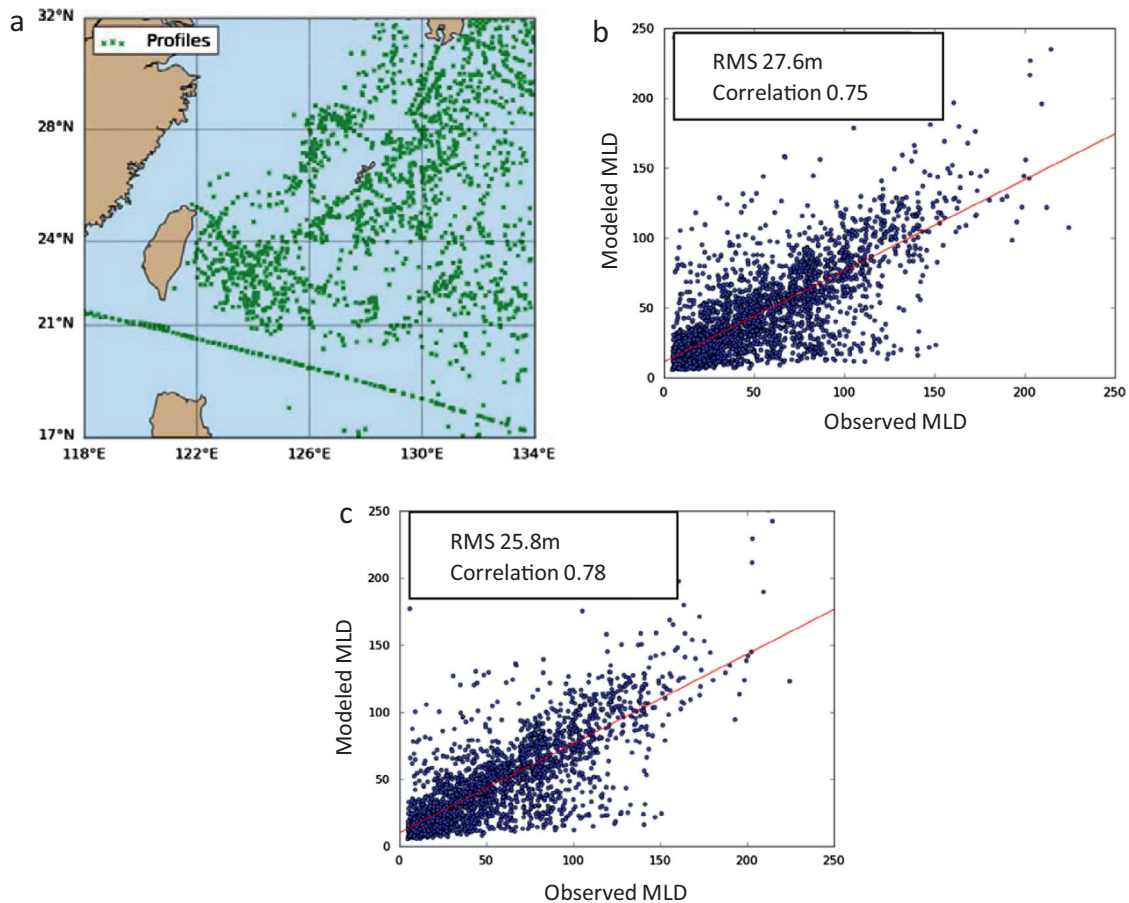 a
32°N
Profiles
28°N
24°N
21°N
17°N
118°E 122°E 126°E 130°E 134°E
b
250
RMS 27.6m
Correlation 0.75
200
150
100
50
0
Modeled MLD
0 50 100 150 200 250
Observed MLD
c
250
RMS 25.8m
Correlation 0.78
200
150
100
50
0
Modeled MLD
0 50 100 150 200 250
Observed MLD